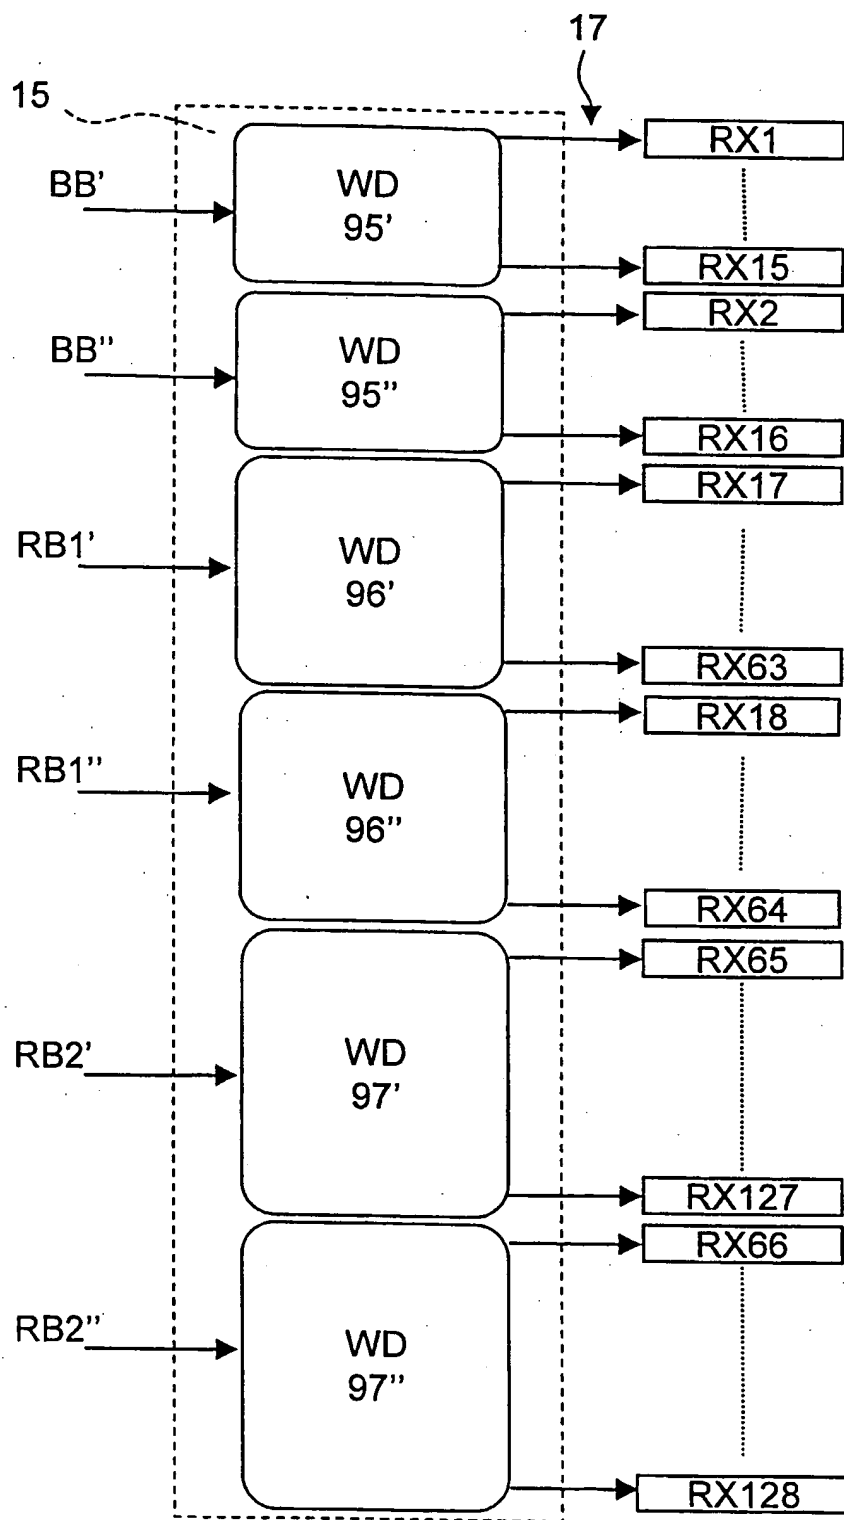 17
15
RX1
BB'
WD
95'
RX15
RX2
BB''
WD
95''
RX16
RX17
RB1'
WD
96'
RX63
RX18
RB1''
WD
96''
RX64
RX65
RB2'
WD
97'
RX127
RX66
RB2''
WD
97''
RX128